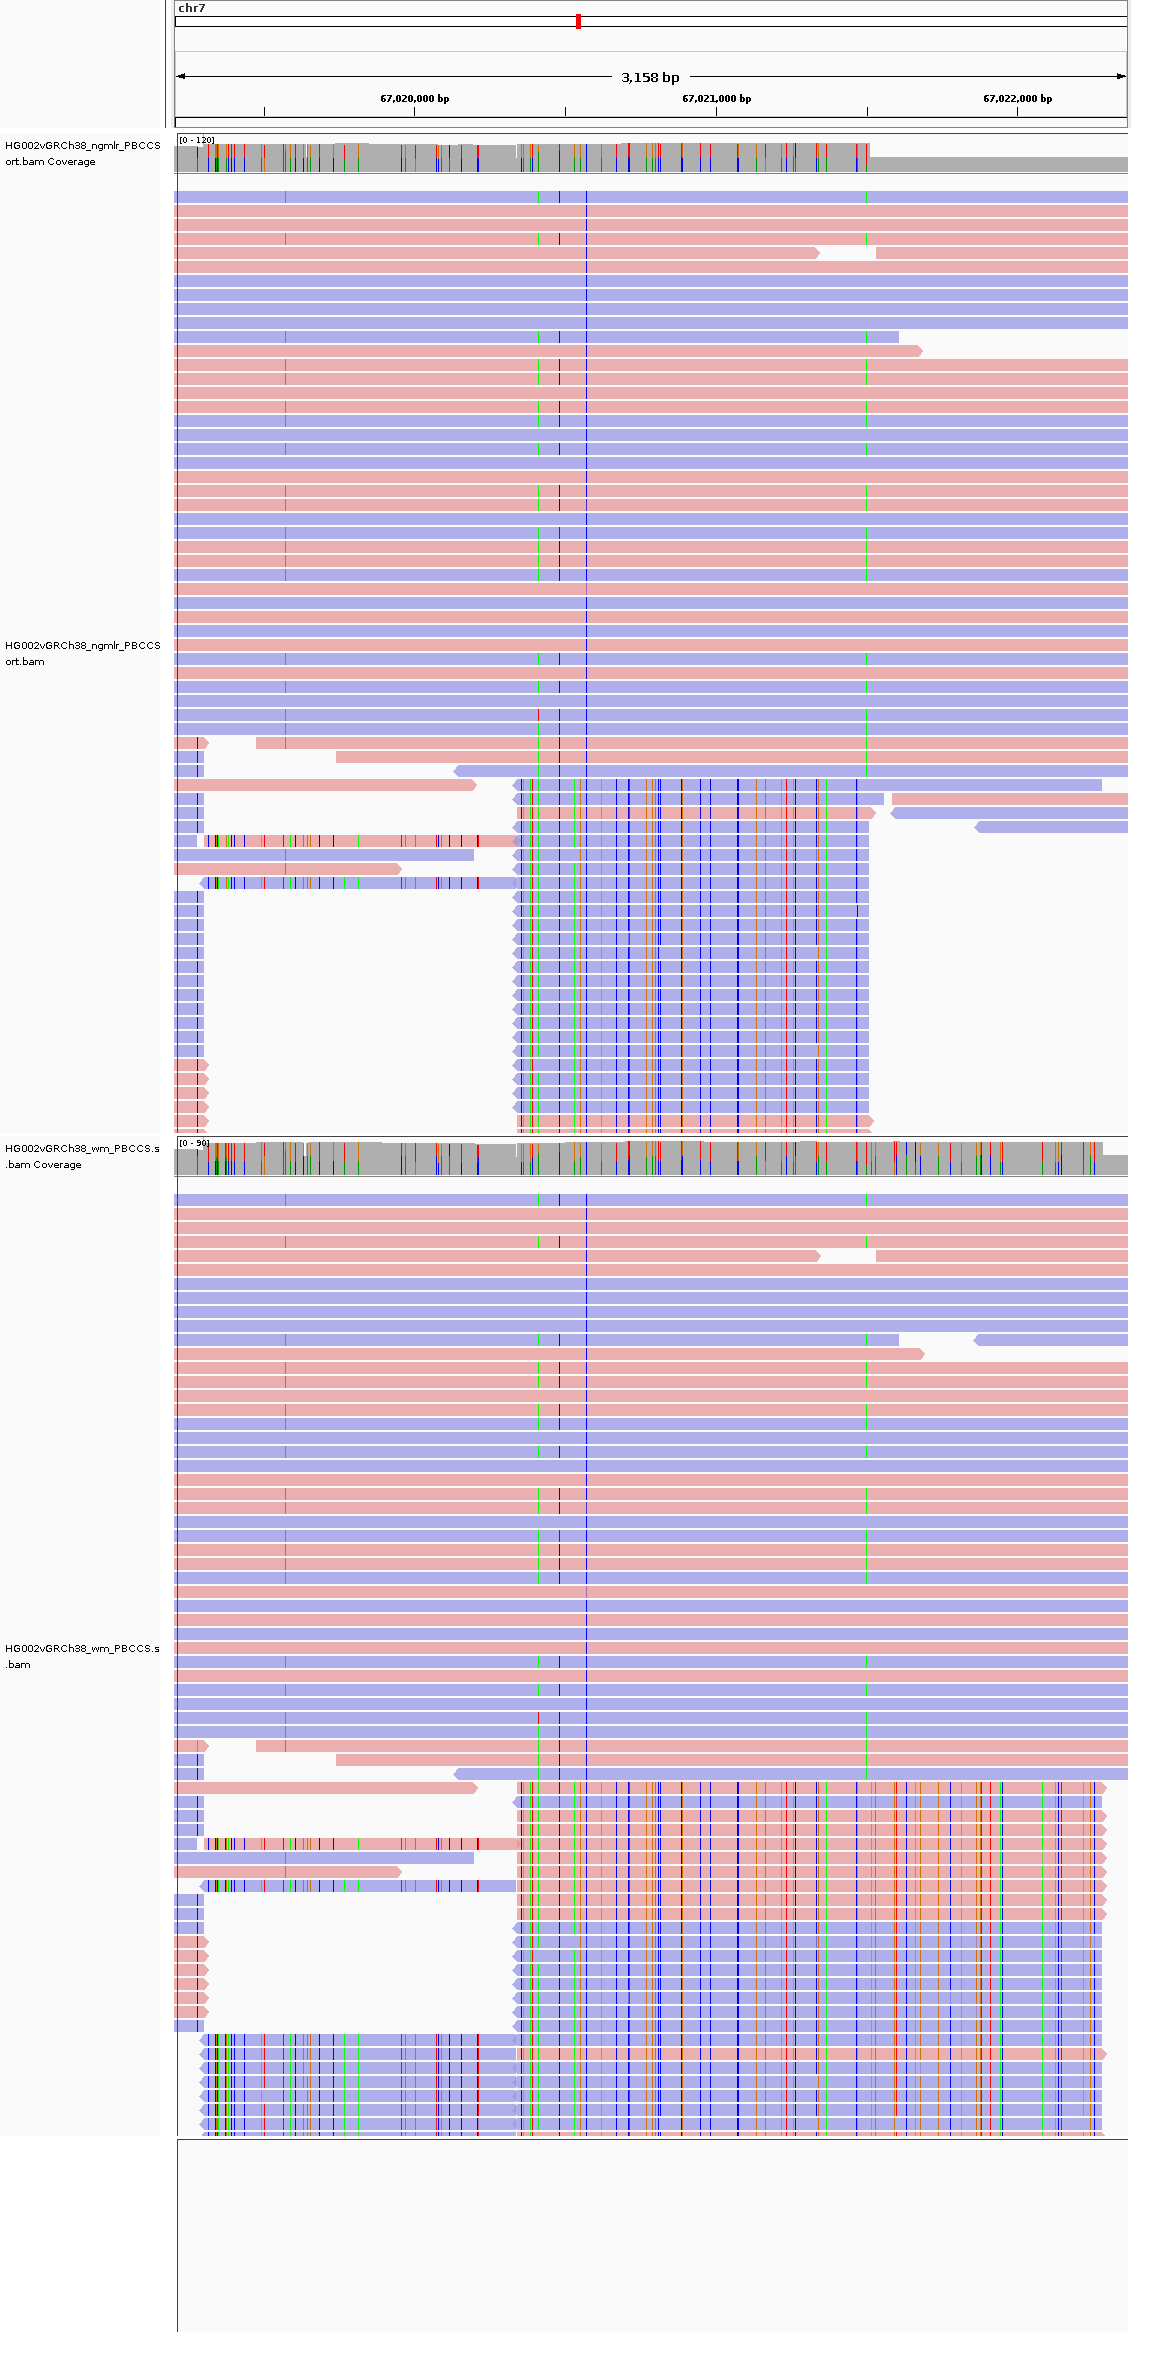 chr7
3,158 bp
67,020,000 bp 67,021,000 bp 67,022,000 bp
[0 - 120]
HG002vGRCh38_ngmlr_PBCCS
ort.bam Coverage
HG002vGRCh38_ngmlr_PBCCS
ort.bam
[0 - 90]
HG002vGRCh38_wm_PBCCS.s
.bam Coverage
HG002vGRCh38_wm_PBCCS.s
.bam